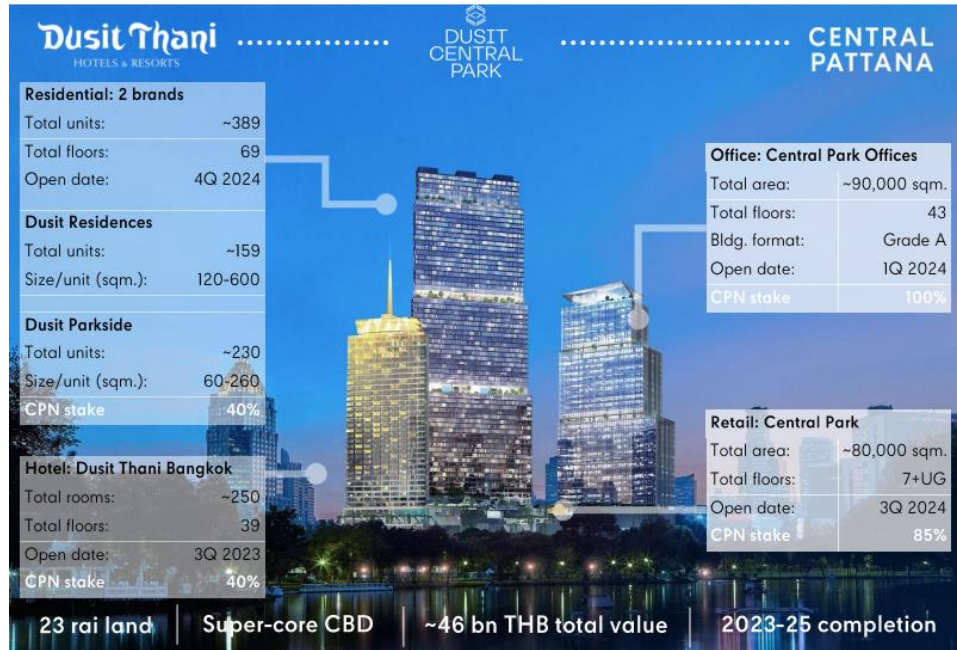 Dusit Thani
HOTELS & RESORTS
DUSIT
CENTRAL
PARK
CENTRAL
PATTANA
Residential: 2 brands
Total units: ~389
Total floors: 69
Open date: 4Q 2024
Dusit Residences
Total units: ~159
Size/unit (sqm.): 120-600
Dusit Parkside
Total units: ~230
Size/unit (sqm.): 60-260
CPN stake 40%
Hotel: Dusit Thani Bangkok
Total rooms: ~250
Total floors: 39
Open date: 3Q 2023
CPN stake 40%
Office: Central Park Offices
Total area: ~90,000 sqm.
Total floors: 43
Bldg. format: Grade A
Open date: 1Q 2024
CPN stake 100%
Retail: Central Park
Total area: ~80,000 sqm.
Total floors: 7+UG
Open date: 3Q 2024
CPN stake 85%
23 rai land Super-core CBD ~46 bn THB total value 2023-25 completion